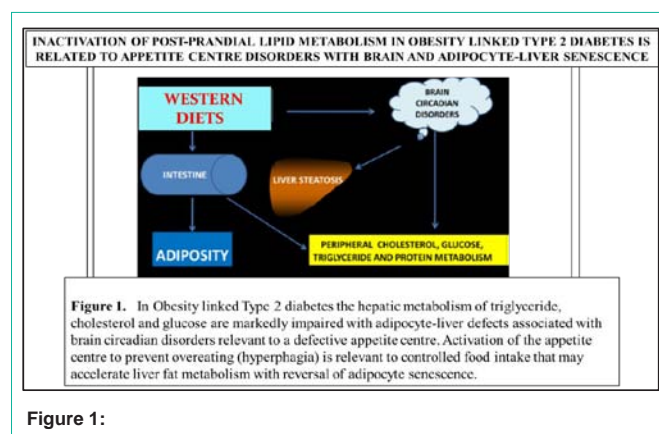 INACTIVATION OF POST-PRANDIAL LIPID METABOLISM IN OBESITY LINKED TYPE 2 DIABETES IS
RELATED TO APPETITE CENTRE DISORDERS WITH BRAIN AND ADIPOCYTE-LIVER SENESCENCE
WESTERN
DIETS
BRAIN
CIRCADIAN
DISORDERS
INTESTINE
LIVER STEATOSIS
ADIPOSITY
PERIPHERAL CHOLESTEROL, GLUCOSE,
TRIGLYCERIDE AND PROTEIN METABOLISM
Figure 1. In Obesity linked Type 2 diabetes the hepatic metabolism of triglyceride,
cholesterol and glucose are markedly impaired with adipocyte-liver defects associated with
brain circadian disorders relevant to a defective appetite centre. Activation of the appetite
centre to prevent overeating (hyperphagia) is relevant to controlled food intake that may
accelerate liver fat metabolism with reversal of adipocyte senescence.
Figure 1: